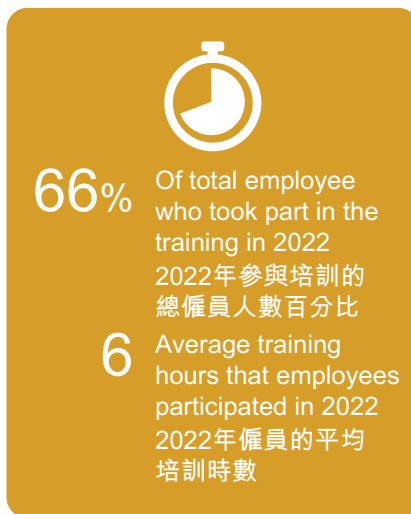 66% Of total employee
who took part in the
training in 2022
2022年參與培訓的
總僱員人數百分比
6 Average training
hours that employees
participated in 2022
2022年僱員的平均
培訓時數